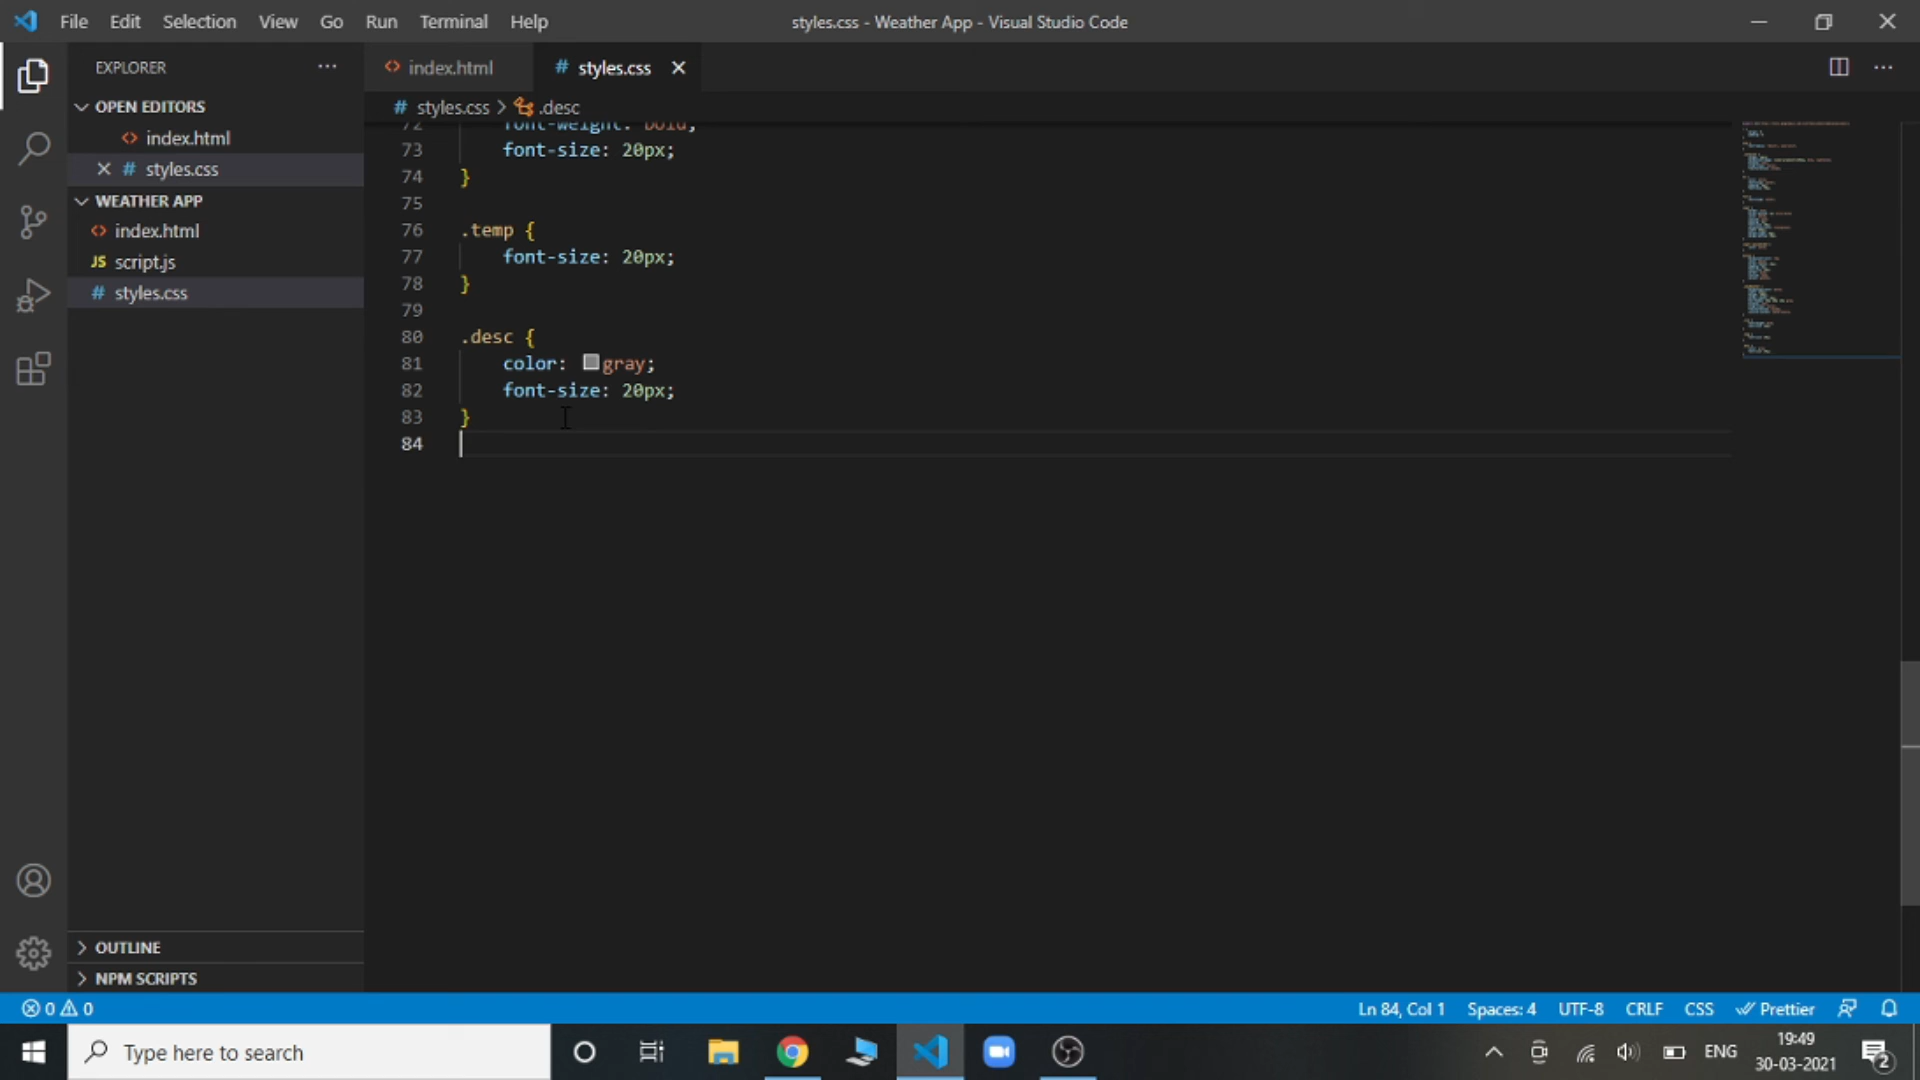 File Edit Selection View Go Run Terminal Help
styles.css - Weather App - Visual Studio Code
EXPLORER
OPEN EDITORS
index.html
styles.css
WEATHER APP
index.html
script.js
styles.css
OUTLINE
NPM SCRIPTS
index.html
styles.css
styles.css > .desc
72 font-weight: bold;
73 font-size: 20px;
74 }
75
76 .temp {
77 font-size: 20px;
78 }
79
80 .desc {
81 color: gray;
82 font-size: 20px;
83 }
84
0 0
Ln 84, Col 1 Spaces: 4 UTF-8 CRLF CSS Prettier
Type here to search
ENG
19:49
30-03-2021
2